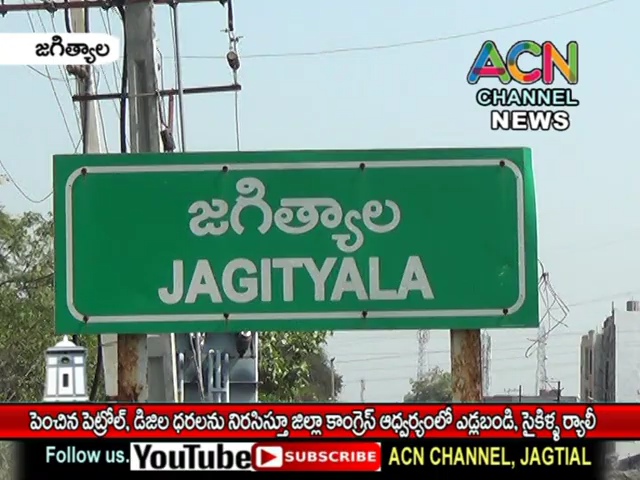 జగిత్యాల
ACN
CHANNEL
NEWS
జగిత్యాల
JAGITYALA
పెంచిన పెట్రోల్, డిజిల ధరలను నిరసిస్తూ జిల్లా కాంగ్రెస్ ఆధ్వర్యంలో ఎడ్లబండి, సైకిళ్ళ ర్యాలీ
Follow us. YouTube SUBSCRIBE ACN CHANNEL, JAGTIAL